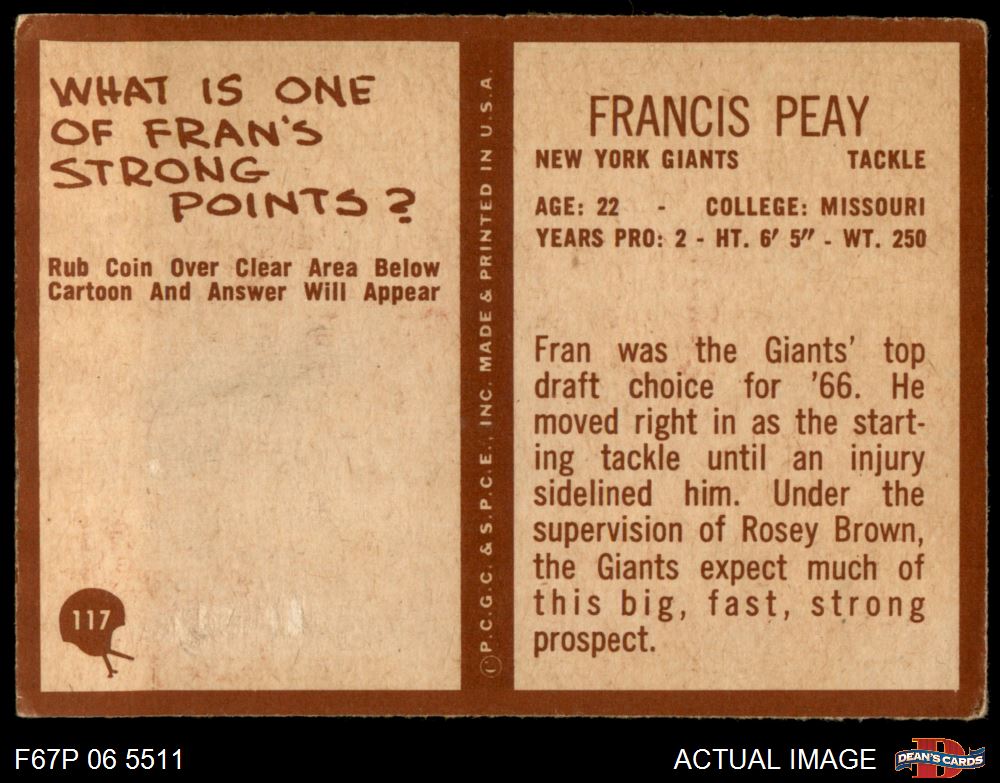 WHAT IS ONE
OF FRAN'S
STRONG
POINTS?
Rub Coin Over Clear Area Below
Cartoon And Answer Will Appear
117
P.C.G.C. & S.P.C.E., INC. MADE & PRINTED IN U.S.A.
FRANCIS PEAY
NEW YORK GIANTS TACKLE
AGE: 22 - COLLEGE: MISSOURI
YEARS PRO: 2 - HT. 6' 5" - WT. 250
Fran was the Giants' top
draft choice for '66. He
moved right in as the start-
ing tackle until an injury
sidelined him. Under the
supervision of Rosey Brown,
the Giants expect much of
this big, fast, strong
prospect.
F67P 06 5511
ACTUAL IMAGE
D
DEAN'S CARDS